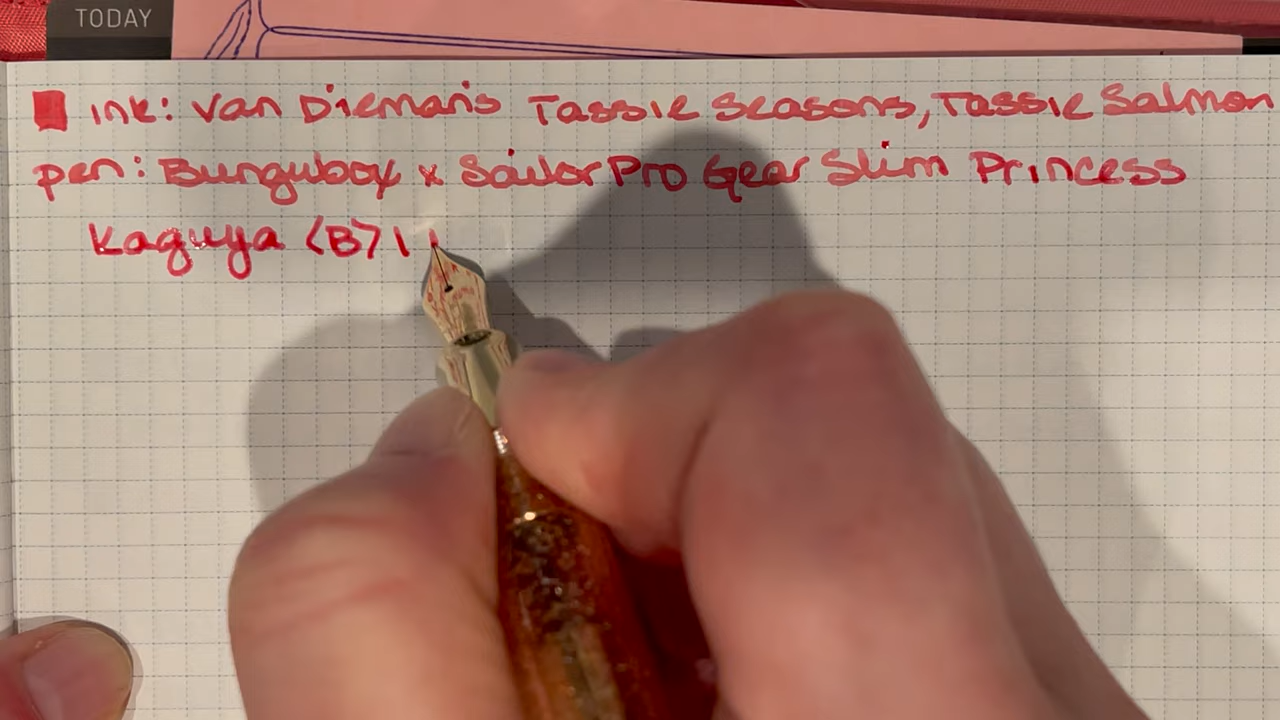 TODAY
ink: Van Dieman's Tassie Seasons, Tassie Salmon
pen: Bungubox x Sailor Pro Gear Slim Princess
Kaguya (B)